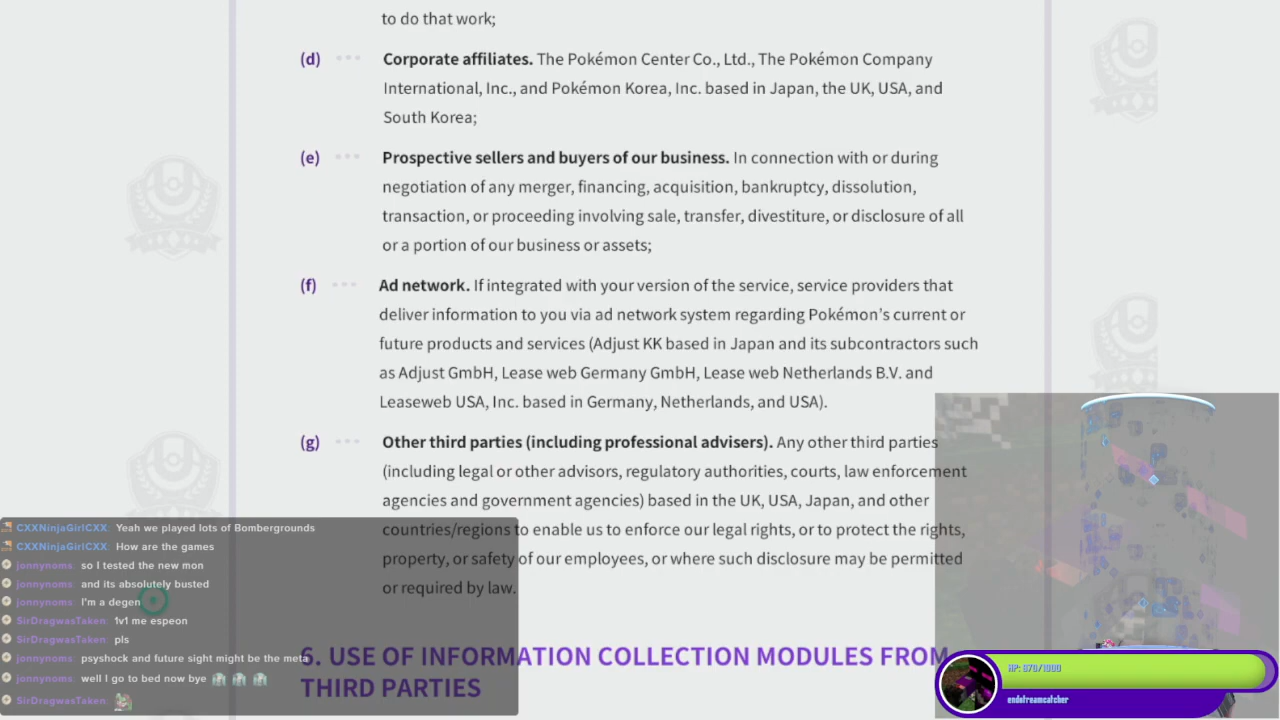 to do that work;
(d) Corporate affiliates. The Pokémon Center Co., Ltd., The Pokémon Company
International, Inc., and Pokémon Korea, Inc. based in Japan, the UK, USA, and
South Korea;
(e) Prospective sellers and buyers of our business. In connection with or during
negotiation of any merger, financing, acquisition, bankruptcy, dissolution,
transaction, or proceeding involving sale, transfer, divestiture, or disclosure of all
or a portion of our business or assets;
(f) Ad network. If integrated with your version of the service, service providers that
deliver information to you via ad network system regarding Pokémon's current or
future products and services (Adjust KK based in Japan and its subcontractors such
as Adjust GmbH, Lease web Germany GmbH, Lease web Netherlands B.V. and
Leaseweb USA, Inc. based in Germany, Netherlands, and USA).
(g) Other third parties (including professional advisers). Any other third parties
(including legal or other advisors, regulatory authorities, courts, law enforcement
agencies and government agencies) based in the UK, USA, Japan, and other
countries/regions to enable us to enforce our legal rights, or to protect the rights,
property, or safety of our employees, or where such disclosure may be permitted
or required by law.
6. USE OF INFORMATION COLLECTION MODULES FROM
THIRD PARTIES
CXXNinjaGirlCXX: Yeah we played lots of Bombergrounds
CXXNinjaGirlCXX: How are the games
jonnynoms: so I tested the new mon
jonnynoms: and its absolutely busted
jonnynoms: I'm a degen
SirDragwasTaken: 1v1 me espeon
SirDragwasTaken: pls
jonnynoms: psyshock and future sight might be the meta
jonnynoms: well I go to bed now bye
SirDragwasTaken:
HP: 970/1000
endstreamcatcher